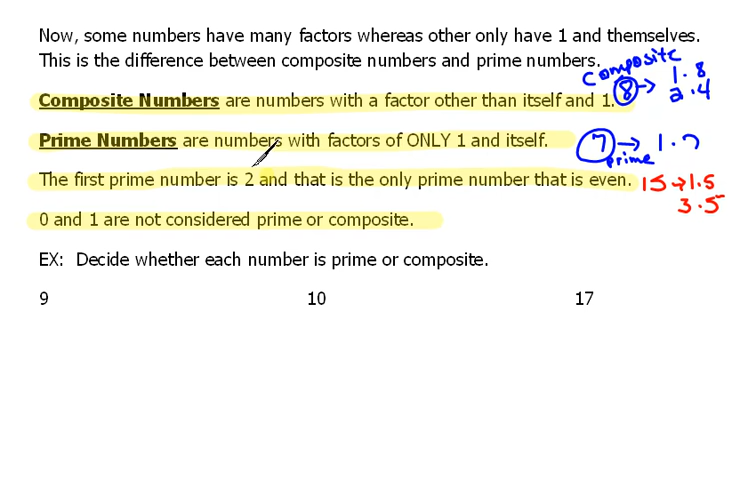 Now, some numbers have many factors whereas other only have 1 and themselves.
This is the difference between composite numbers and prime numbers.
composite
Composite Numbers are numbers with a factor other than itself and 1.
8 → 1 · 8
2 · 4
Prime Numbers are numbers with factors of ONLY 1 and itself.
7 → 1 · 7
prime
The first prime number is 2 and that is the only prime number that is even.
15 → 1 · 5
3 · 5
0 and 1 are not considered prime or composite.
EX: Decide whether each number is prime or composite.
9 10 17